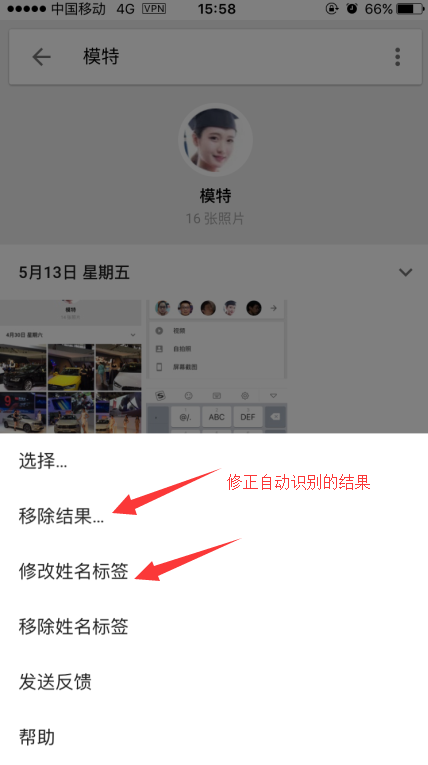 中国移动 4G VPN 15:58 66%
模特
模特
16 张照片
5月13日 星期五
模特
4月30日 星期六
视频
自拍照
屏幕截图
@/. ABC DEF
选择...
移除结果...
修正自动识别的结果
修改姓名标签
移除姓名标签
发送反馈
帮助